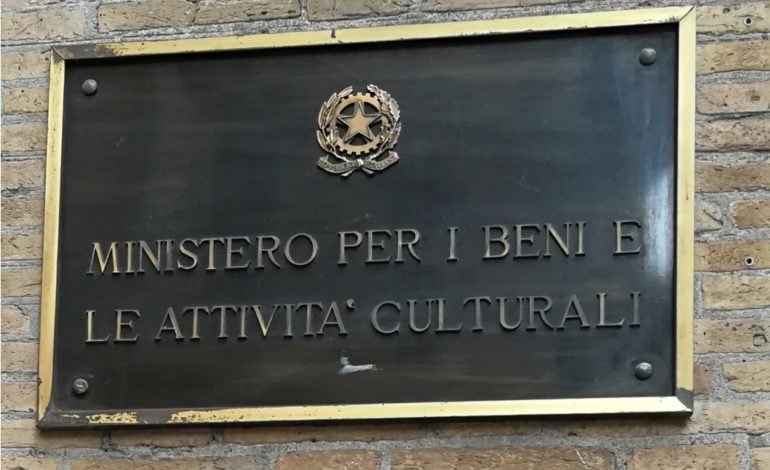 MINISTERO PER I BENI E
LE ATTIVITA' CULTURALI